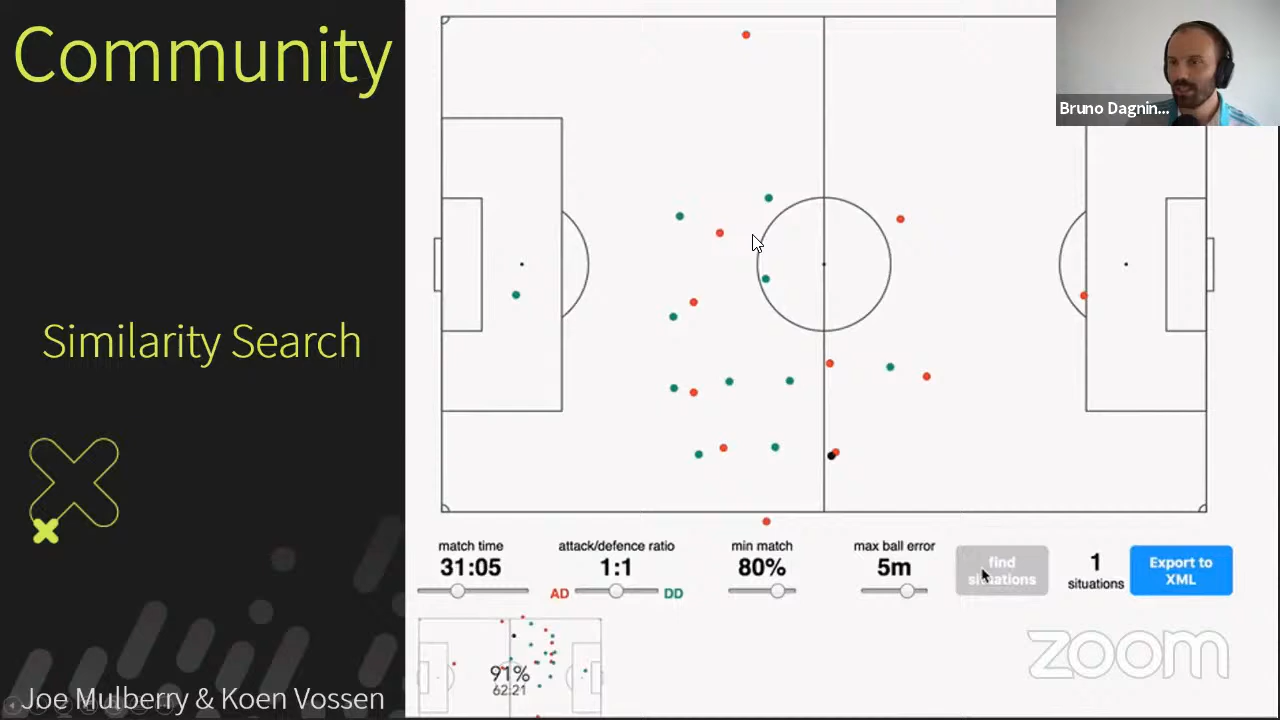 Community
Bruno Dagnin...
Similarity Search
match time
31:05
attack/defence ratio
1:1
AD
DD
min match
80%
max ball error
5m
find
situations
1
situations
Export to
XML
91%
62:21
zoom
Joe Mulberry & Koen Vossen